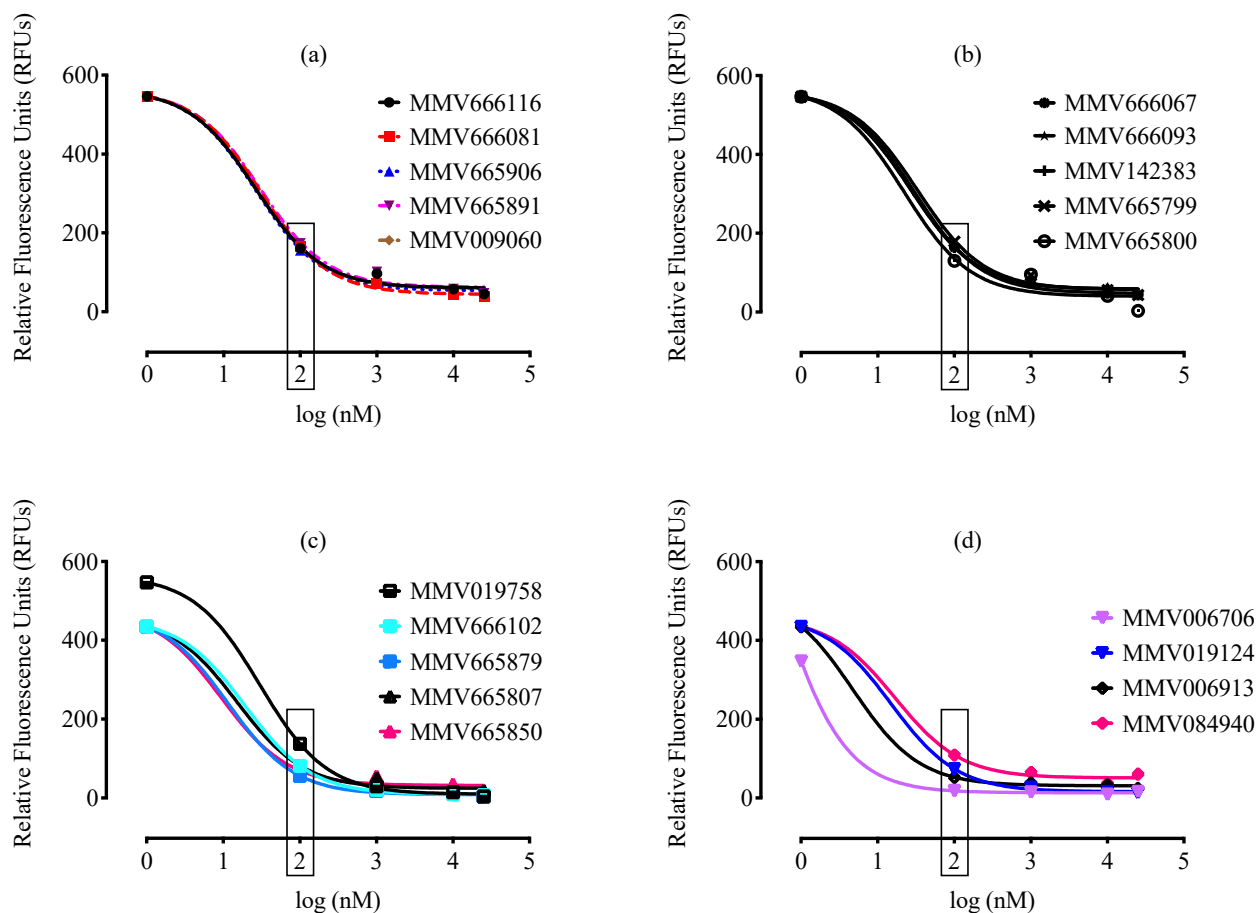 (a)
Relative Fluorescence Units (RFUs)
600
400
200
0
MMV666116
MMV666081
MMV665906
MMV665891
MMV009060
0 1 2 3 4 5
log (nM)
(b)
Relative Fluorescence Units (RFUs)
600
400
200
0
MMV666067
MMV666093
MMV142383
MMV665799
MMV665800
0 1 2 3 4 5
log (nM)
(c)
Relative Fluorescence Units (RFUs)
600
400
200
0
MMV019758
MMV666102
MMV665879
MMV665807
MMV665850
0 1 2 3 4 5
log (nM)
(d)
Relative Fluorescence Units (RFUs)
600
400
200
0
MMV006706
MMV019124
MMV006913
MMV084940
0 1 2 3 4 5
log (nM)